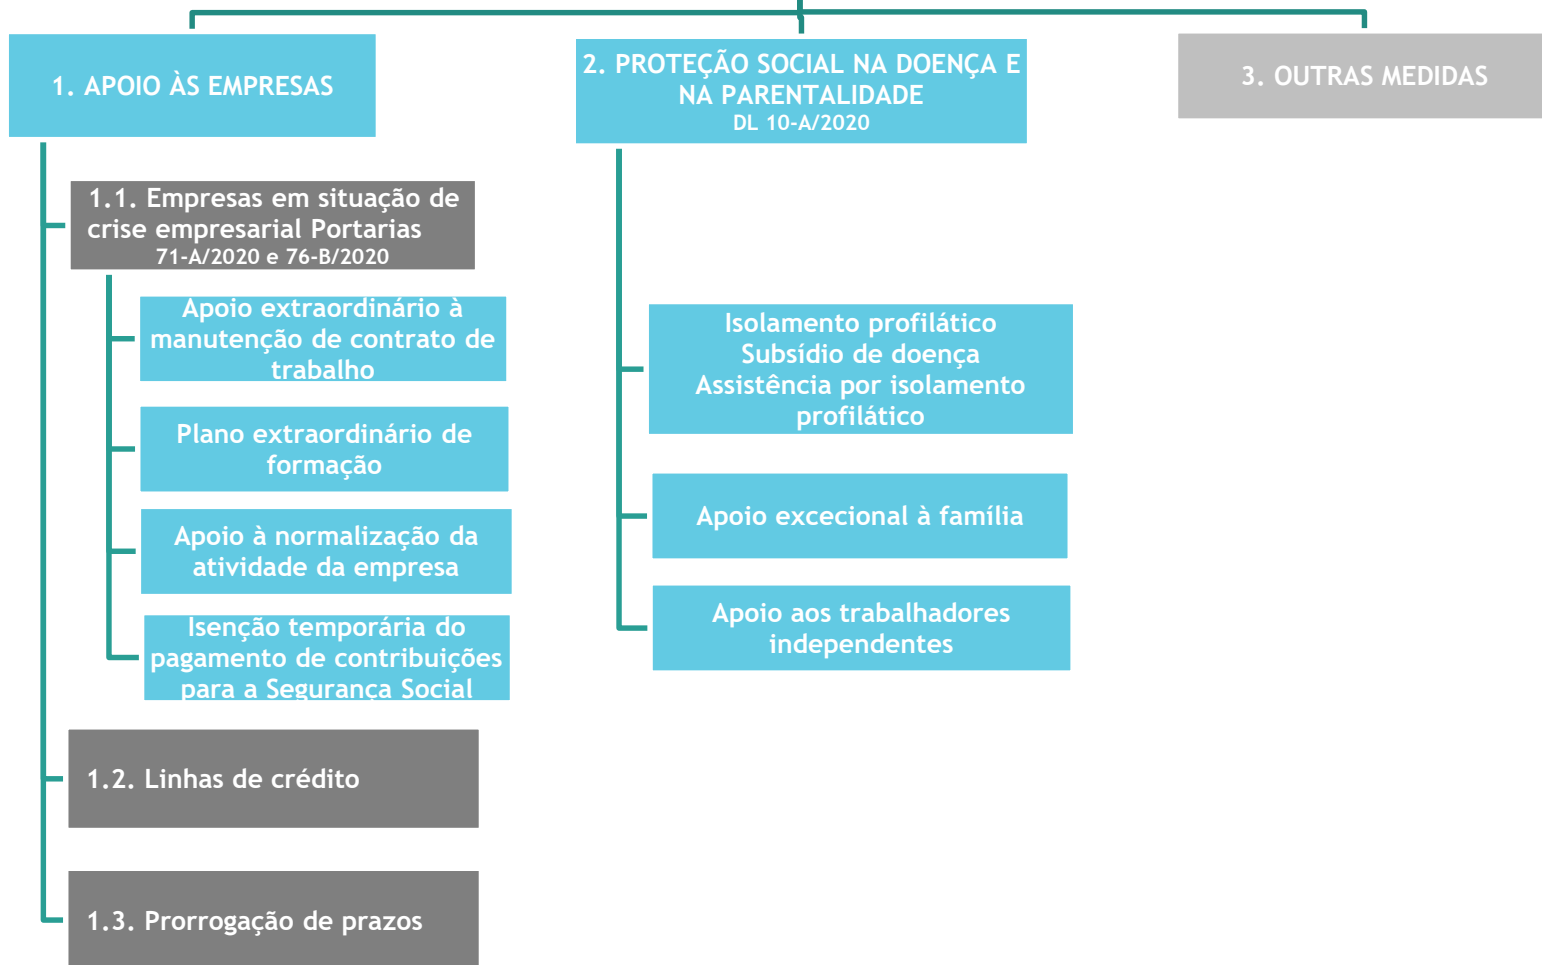 1. APOIO ÀS EMPRESAS
2. PROTEÇÃO SOCIAL NA DOENÇA E
NA PARENTALIDADE
DL 10-A/2020
3. OUTRAS MEDIDAS
1.1. Empresas em situação de
crise empresarial Portarias
71-A/2020 e 76-B/2020
Apoio extraordinário à
manutenção de contrato de
trabalho
Plano extraordinário de
formação
Apoio à normalização da
atividade da empresa
Isenção temporária do
pagamento de contribuições
para a Segurança Social
1.2. Linhas de crédito
1.3. Prorrogação de prazos
Isolamento profilático
Subsídio de doença
Assistência por isolamento
profilático
Apoio excecional à família
Apoio aos trabalhadores
independentes